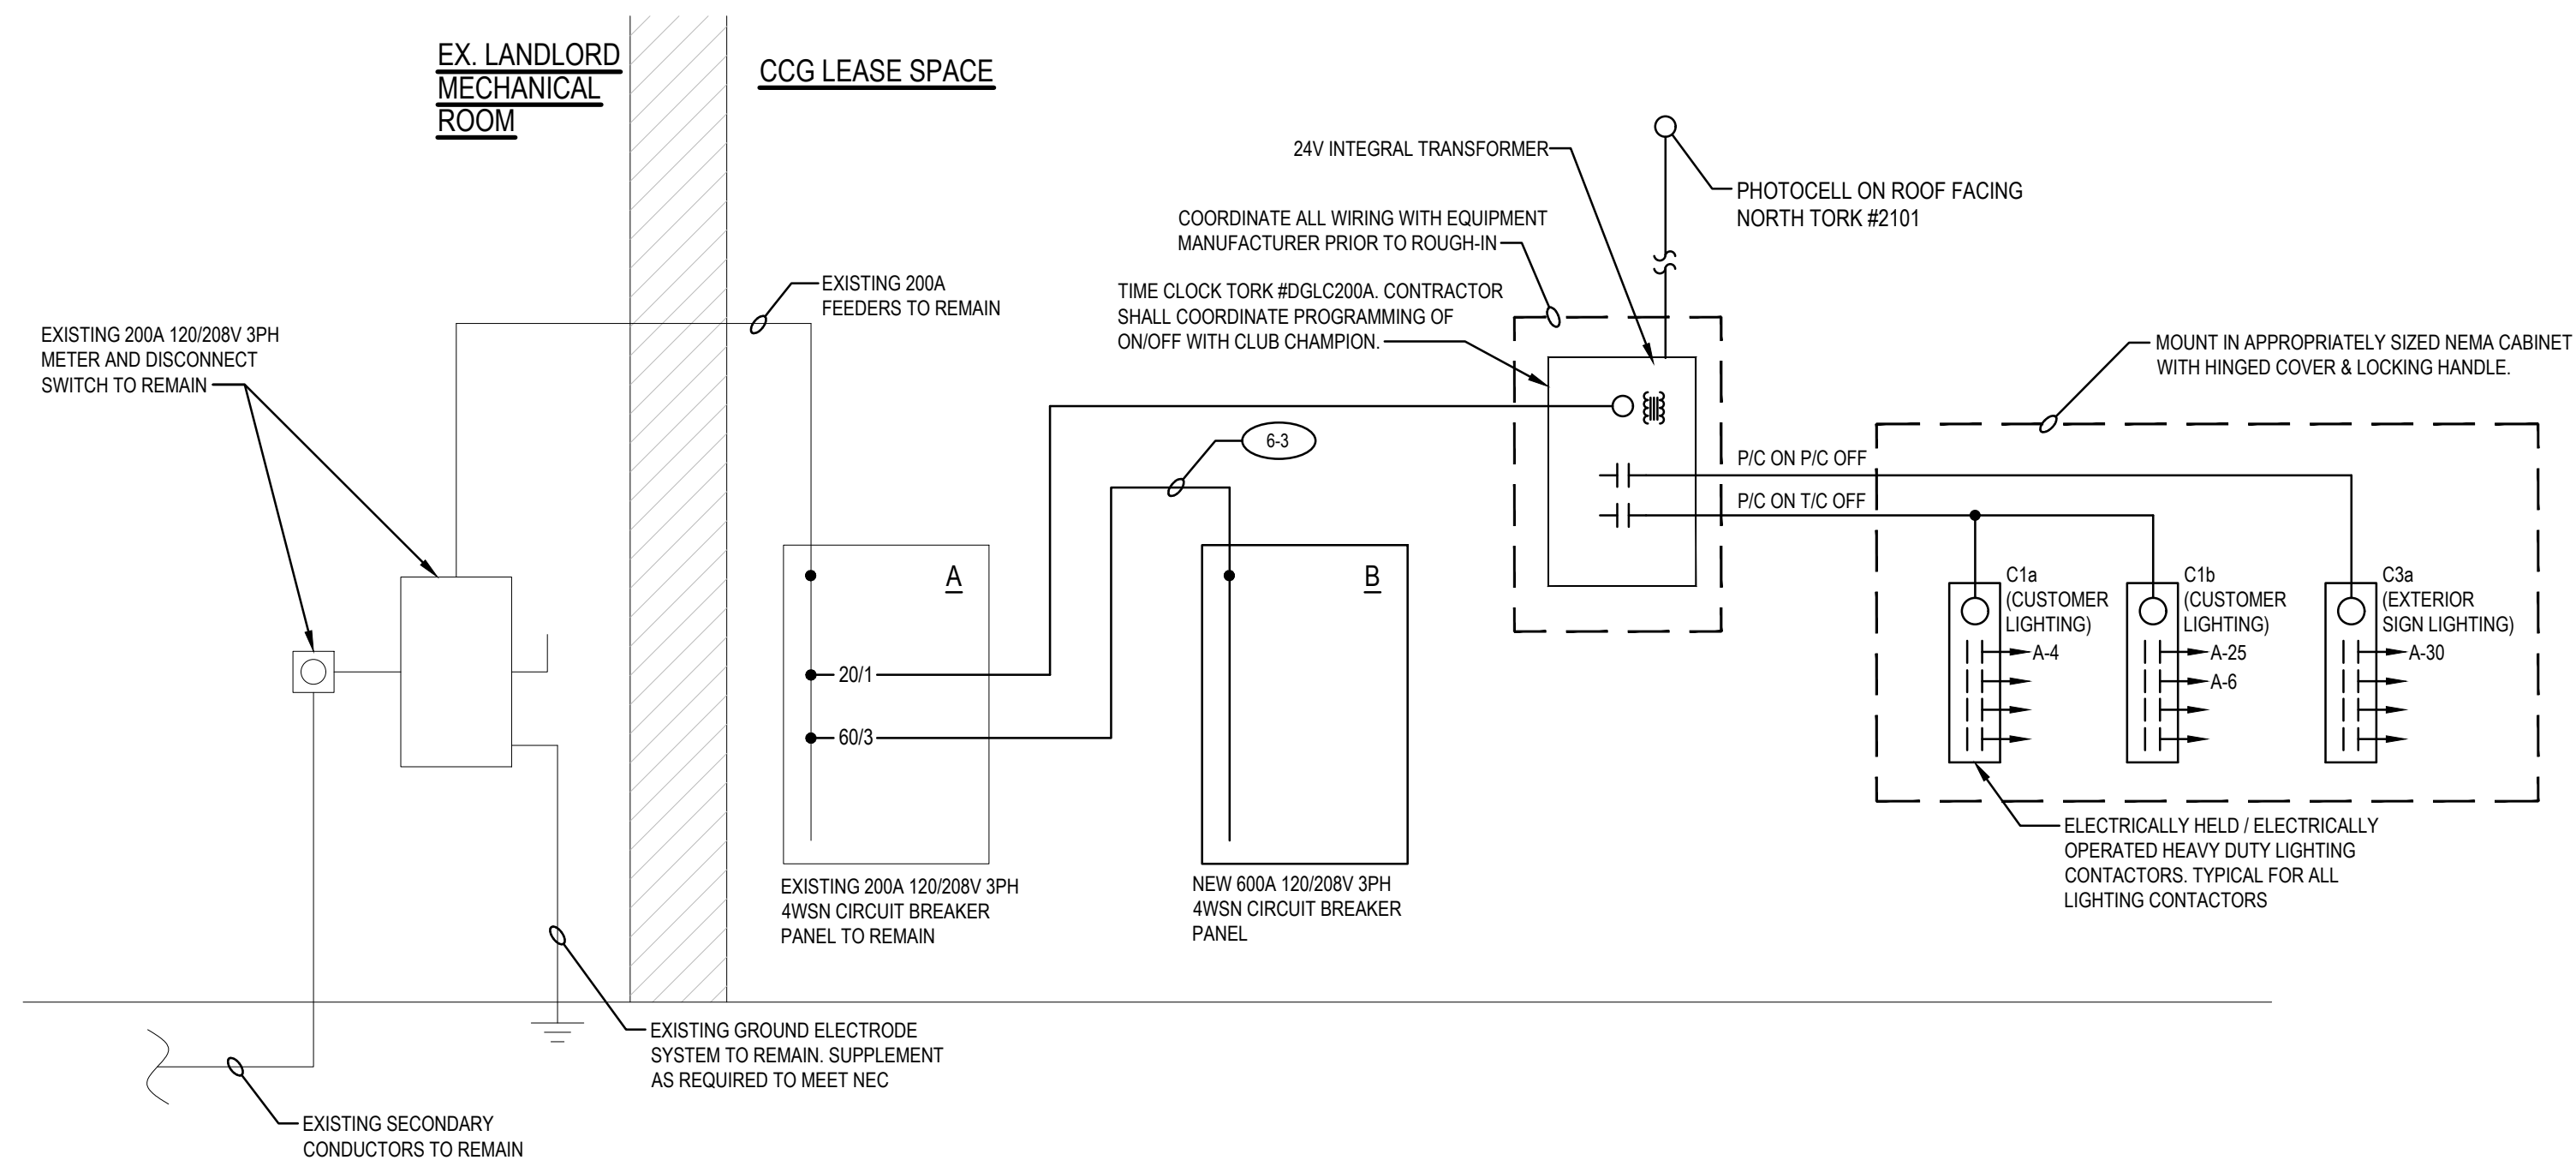 EX. LANDLORD
MECHANICAL
ROOM
CCG LEASE SPACE
24V INTEGRAL TRANSFORMER
PHOTOCELL ON ROOF FACING
NORTH TORK #2101
COORDINATE ALL WIRING WITH EQUIPMENT
MANUFACTURER PRIOR TO ROUGH-IN
TIME CLOCK TORK #DGLC200A. CONTRACTOR
SHALL COORDINATE PROGRAMMING OF
ON/OFF WITH CLUB CHAMPION.
EXISTING 200A
FEEDERS TO REMAIN
EXISTING 200A 120/208V 3PH
METER AND DISCONNECT
SWITCH TO REMAIN
MOUNT IN APPROPRIATELY SIZED NEMA CABINET
WITH HINGED COVER & LOCKING HANDLE.
6-3
P/C ON P/C OFF
P/C ON T/C OFF
A
B
20/1
60/3
C1a
(CUSTOMER
LIGHTING)
A-4
C1b
(CUSTOMER
LIGHTING)
A-25
A-6
C3a
(EXTERIOR
SIGN LIGHTING)
A-30
ELECTRICALLY HELD / ELECTRICALLY
OPERATED HEAVY DUTY LIGHTING
CONTACTORS. TYPICAL FOR ALL
LIGHTING CONTACTORS
EXISTING 200A 120/208V 3PH
4WSN CIRCUIT BREAKER
PANEL TO REMAIN
NEW 600A 120/208V 3PH
4WSN CIRCUIT BREAKER
PANEL
EXISTING GROUND ELECTRODE
SYSTEM TO REMAIN. SUPPLEMENT
AS REQUIRED TO MEET NEC
EXISTING SECONDARY
CONDUCTORS TO REMAIN